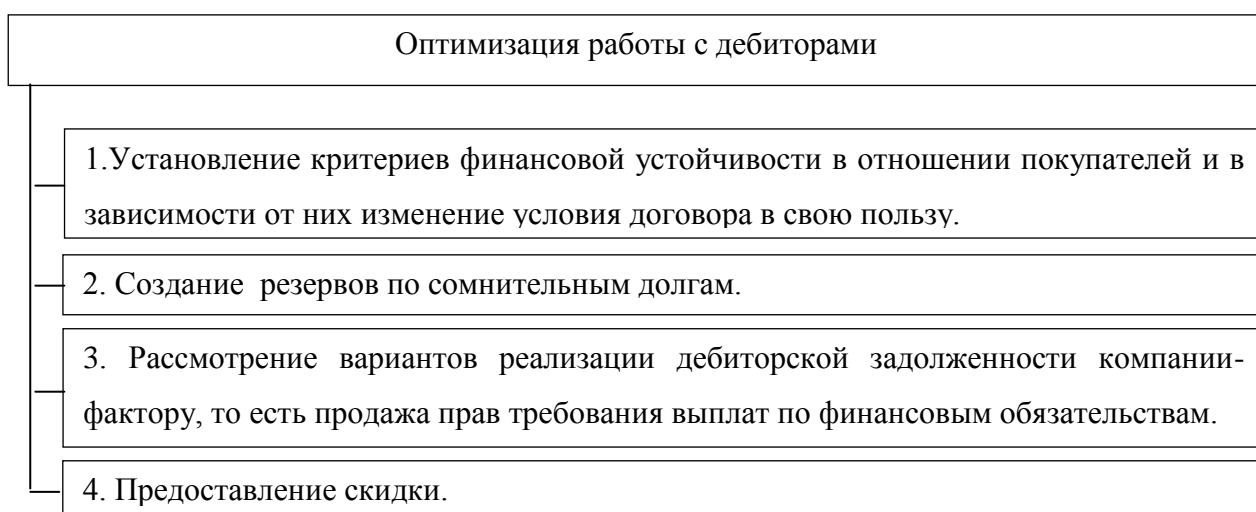 Оптимизация работы с дебиторами
1.Установление критериев финансовой устойчивости в отношении покупателей и в
зависимости от них изменение условия договора в свою пользу.
2. Создание  резервов по сомнительным долгам.
3. Рассмотрение вариантов реализации дебиторской задолженности компании-
фактору, то есть продажа прав требования выплат по финансовым обязательствам.
4. Предоставление скидки.